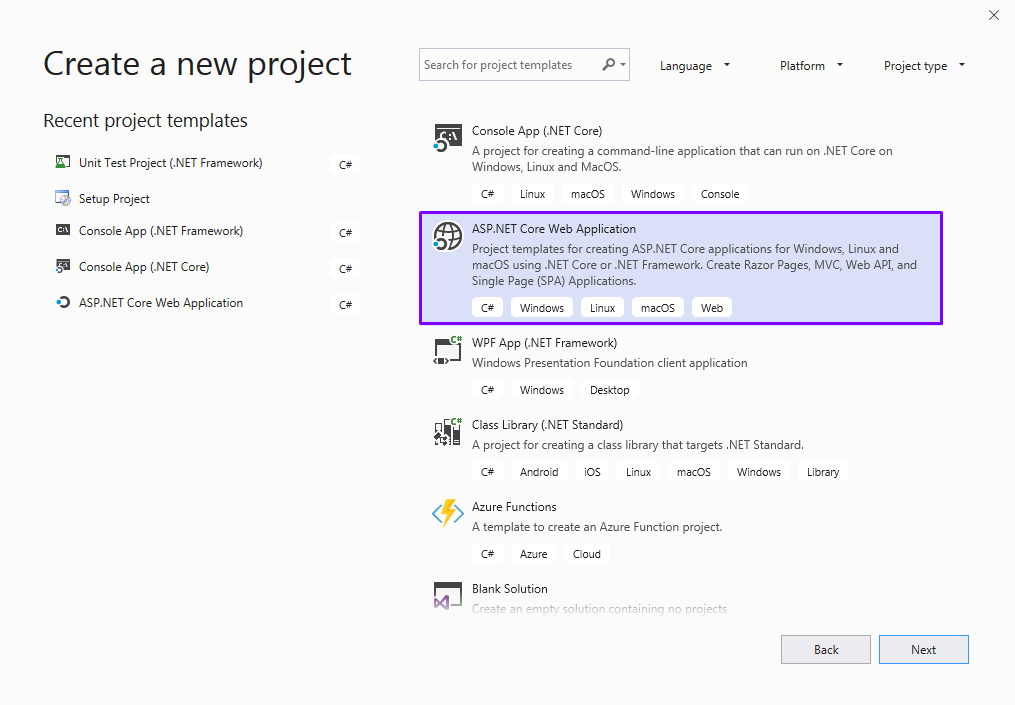 Create a new project
Search for project templates
Language
Platform
Project type
Recent project templates
Unit Test Project (.NET Framework)
C#
Setup Project
Console App (.NET Framework)
C#
Console App (.NET Core)
C#
ASP.NET Core Web Application
C#
Console App (.NET Core)
A project for creating a command-line application that can run on .NET Core on
Windows, Linux and MacOS.
C# Linux macOS Windows Console
ASP.NET Core Web Application
Project templates for creating ASP.NET Core applications for Windows, Linux and
macOS using .NET Core or .NET Framework. Create Razor Pages, MVC, Web API, and
Single Page (SPA) Applications.
C# Windows Linux macOS Web
C#
WPF App (.NET Framework)
Windows Presentation Foundation client application
C# Windows Desktop
C#
Class Library (.NET Standard)
A project for creating a class library that targets .NET Standard.
C# Android iOS Linux macOS Windows Library
Azure Functions
A template to create an Azure Function project.
C# Azure Cloud
Blank Solution
Create an empty solution containing no projects
Back
Next